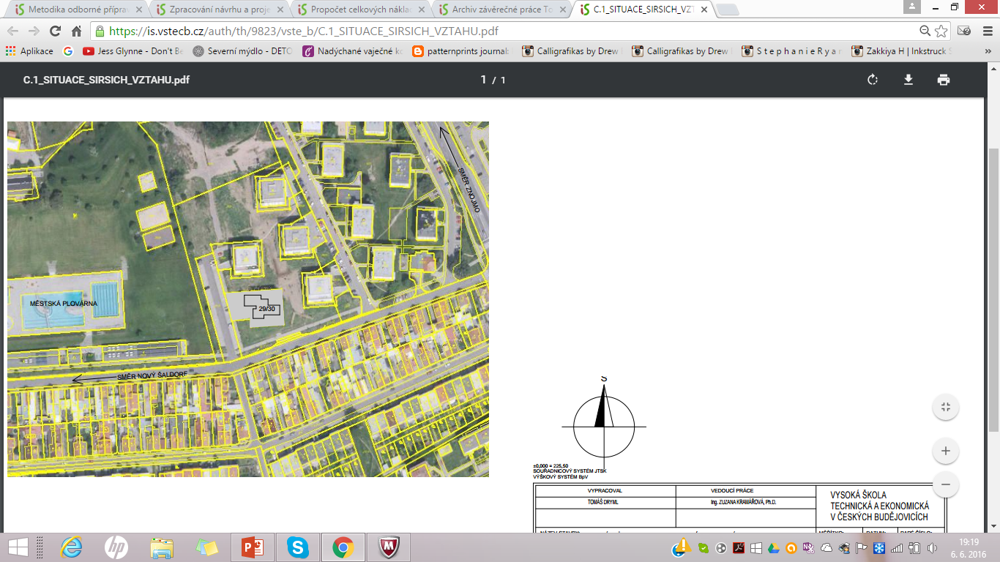 Metodika odborné příprav
Zpracování návrhu a proje
Propočet celkových náklad
Archiv závěrečné práce To
C.1_SITUACE_SIRSICH_VZT
https://is.vstecb.cz/auth/th/9823/vste_b/C.1_SITUACE_SIRSICH_VZTAHU.pdf
Aplikace
Jess Glynne - Don't Be
Severní mýdlo - DETO
Nadýchané vaječné kc
patternprints journal:
Calligrafikas by Drew
Calligrafikas by Drew
S t e p h a n i e R y a
Zakkiya H | Inkstruck S
C.1_SITUACE_SIRSICH_VZTAHU.pdf
1 / 1
SMĚR ZNOJMO
MĚSTSKÁ PLOVÁRNA
29/30
SMĚR NOVÝ ŠALDORF
S
±0,000 = 225,50
SOUŘADNICOVÝ SYSTÉM JTSK
VÝŠKOVÝ SYSTÉM BpV
VYPRACOVAL
VEDOUCÍ PRÁCE
TOMÁŠ DRYML
Ing. ZUZANA KRAMÁŘOVÁ, Ph.D.
VYSOKÁ ŠKOLA
TECHNICKÁ A EKONOMICKÁ
V ČESKÝCH BUDĚJOVICÍCH
19:19
6. 6. 2016